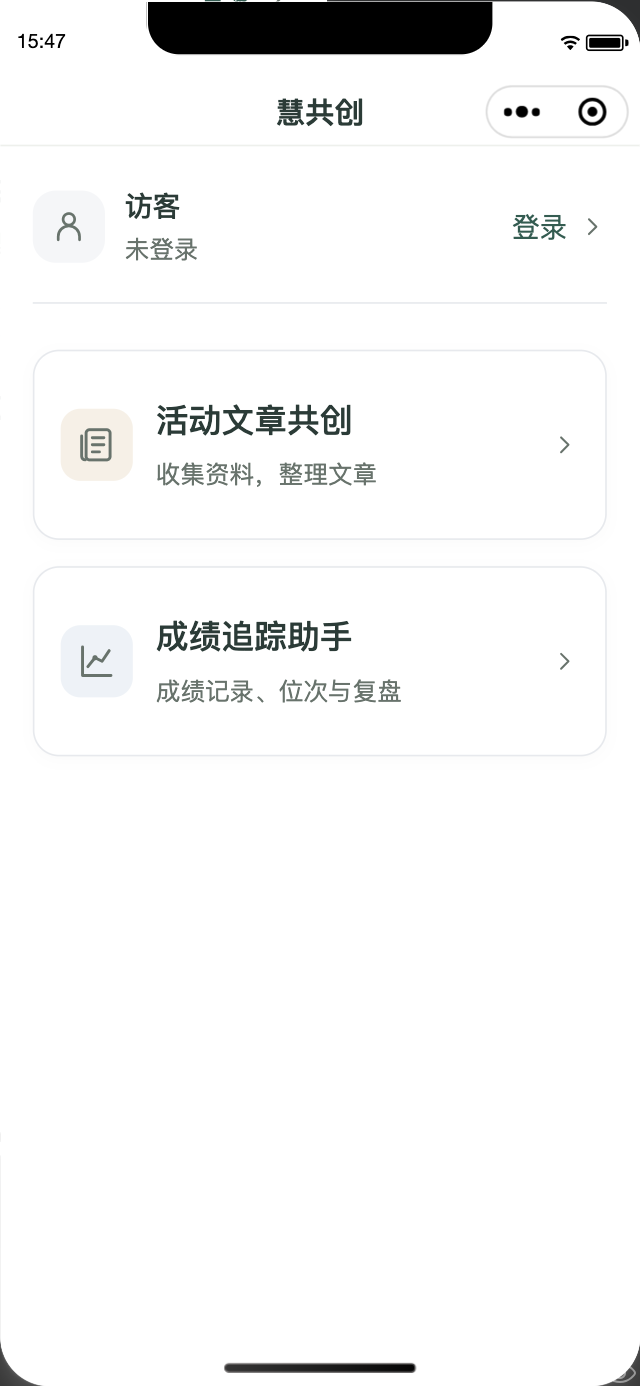 15:47
慧共创
访客
未登录
登录
活动文章共创
收集资料，整理文章
成绩追踪助手
成绩记录、位次与复盘